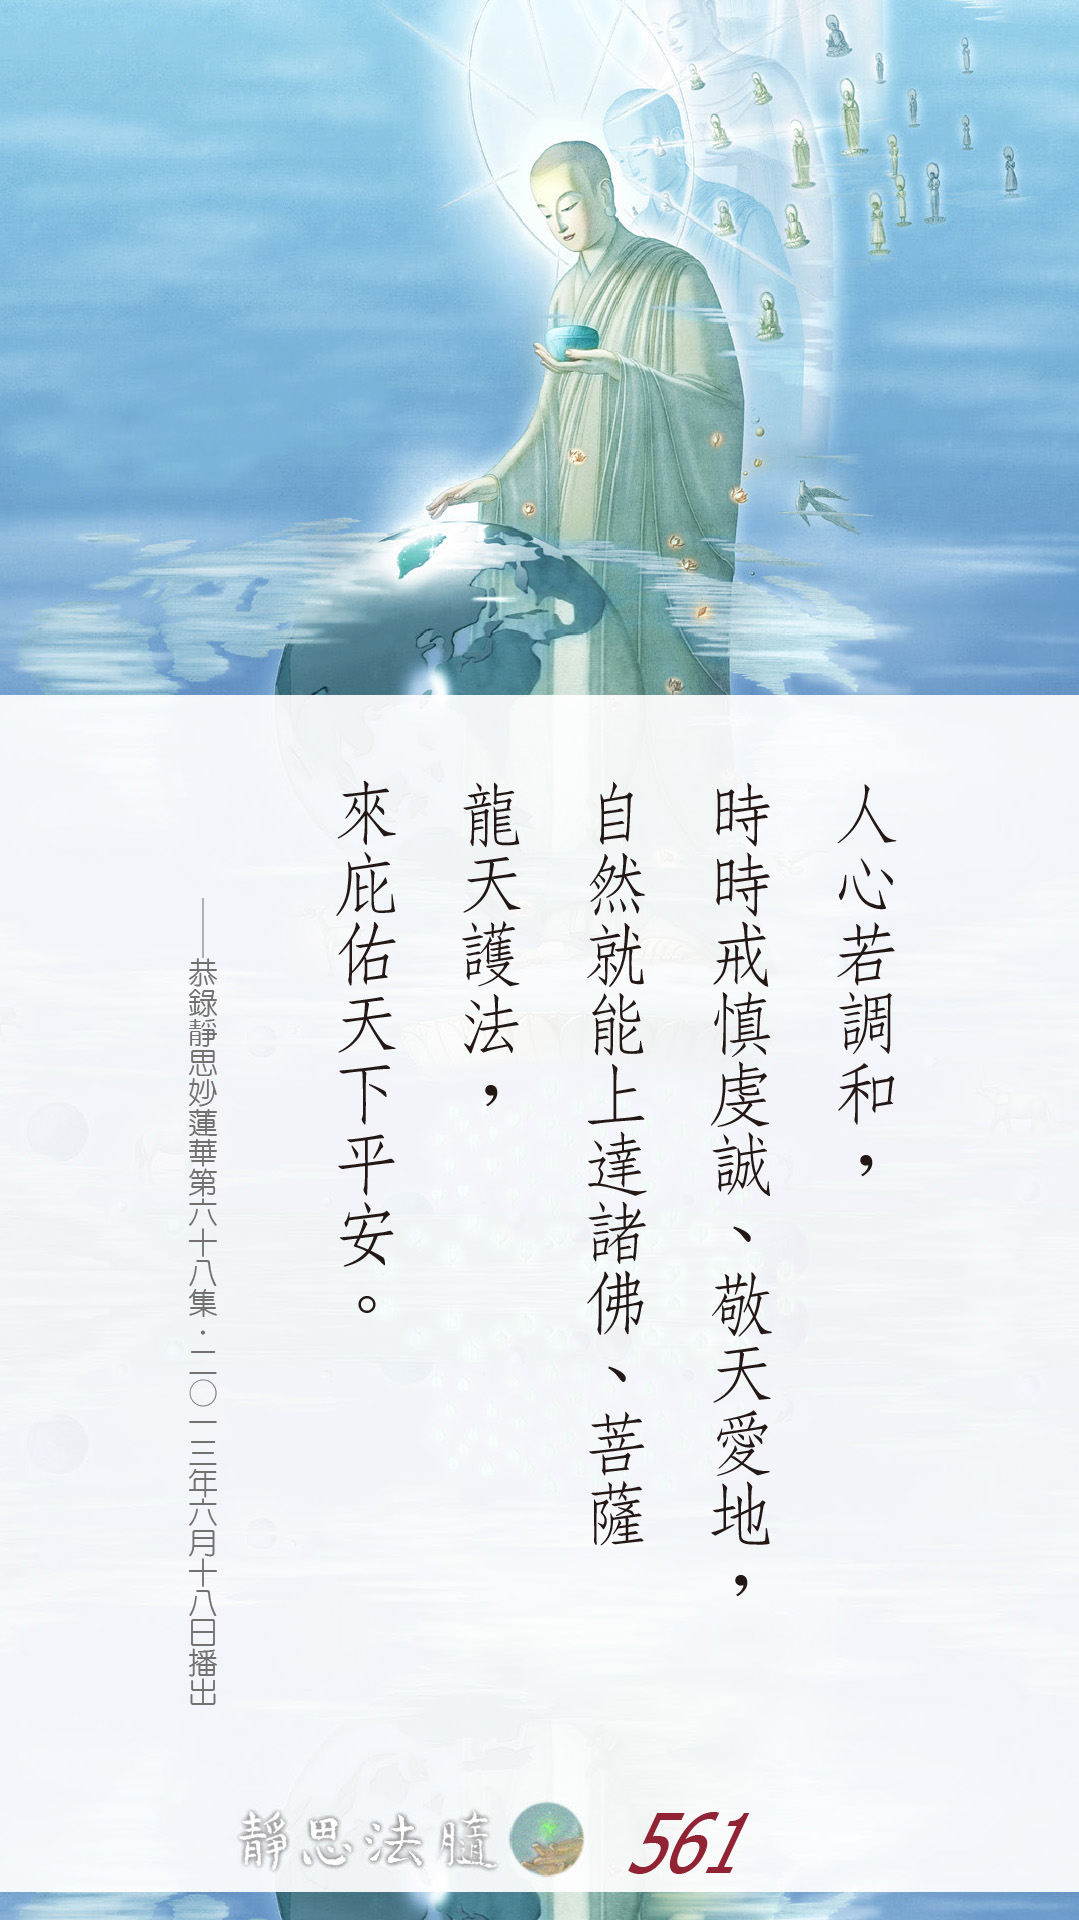 人心若調和，
時時戒慎虔誠、敬天愛地，
自然就能上達諸佛、菩薩
龍天護法，
來庇佑天下平安。
——恭錄靜思妙蓮華第六十八集．二〇一三年六月十八日播出
靜思法髓
561